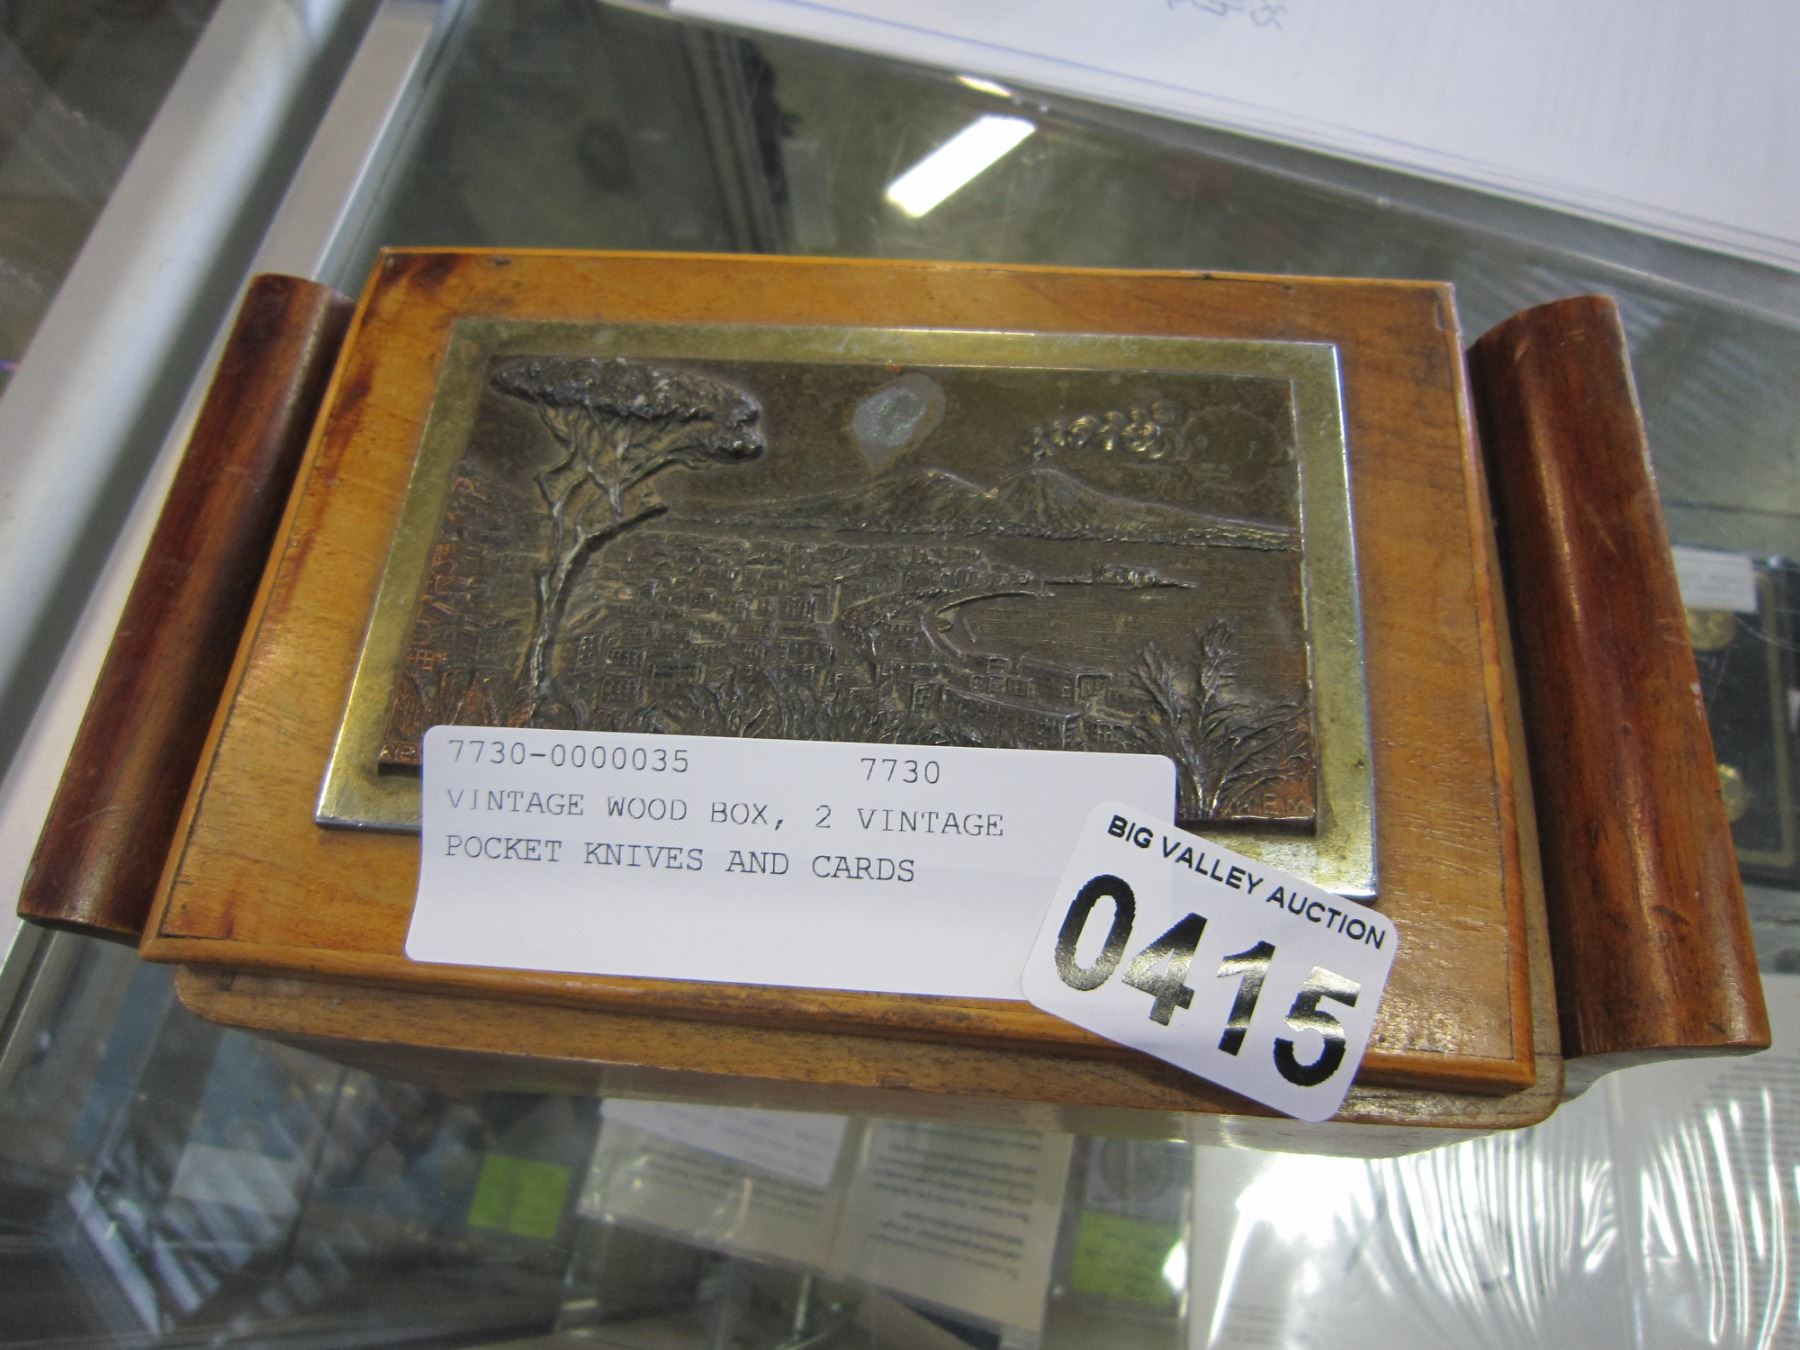 7730-0000035 7730
VINTAGE WOOD BOX, 2 VINTAGE
POCKET KNIVES AND CARDS
BIG VALLEY AUCTION
0415